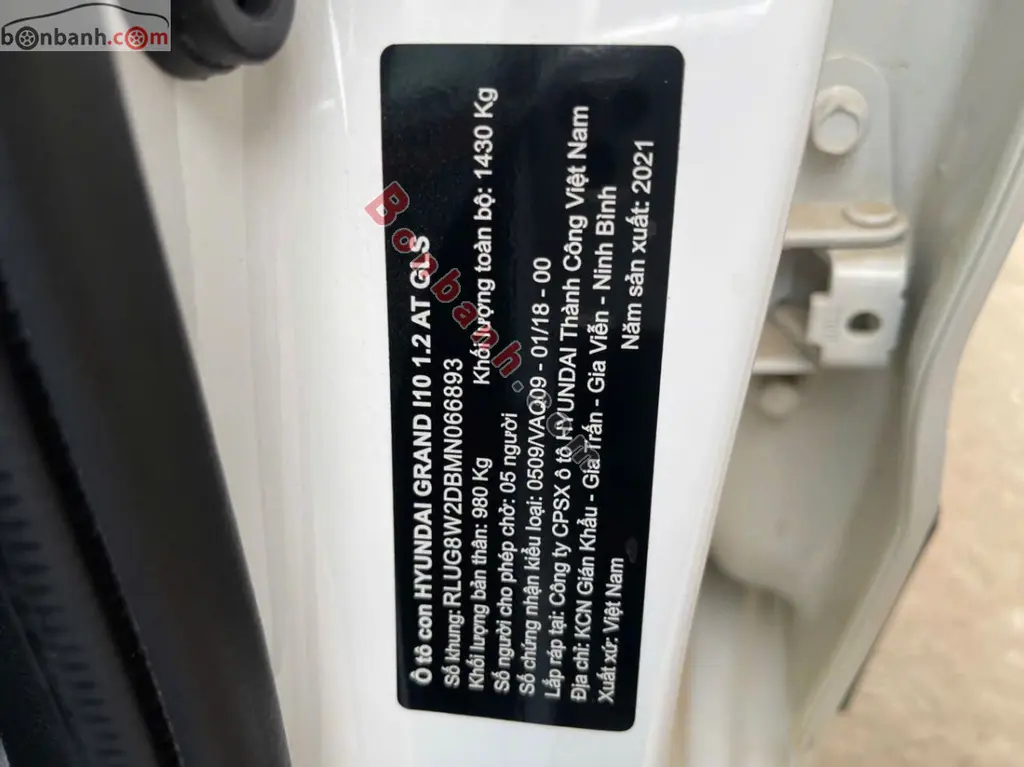 bonbanh.com
Ô tô con HYUNDAI GRAND I10 1.2 AT GLS
Số khung: RLUG8W2DBMN066893
Khối lượng bản thân: 980 Kg Khối lượng toàn bộ: 1430 Kg
Số người cho phép chở: 05 người
Số chứng nhận kiểu loại: 0509/VAQ09 - 01/18 - 00
Lắp ráp tại: Công ty CPSX ô tô HYUNDAI Thành Công Việt Nam
Địa chỉ: KCN Gián Khẩu - Gia Trấn - Gia Viễn - Ninh Bình
Xuất xứ: Việt Nam Năm sản xuất: 2021
Bonbanh.com